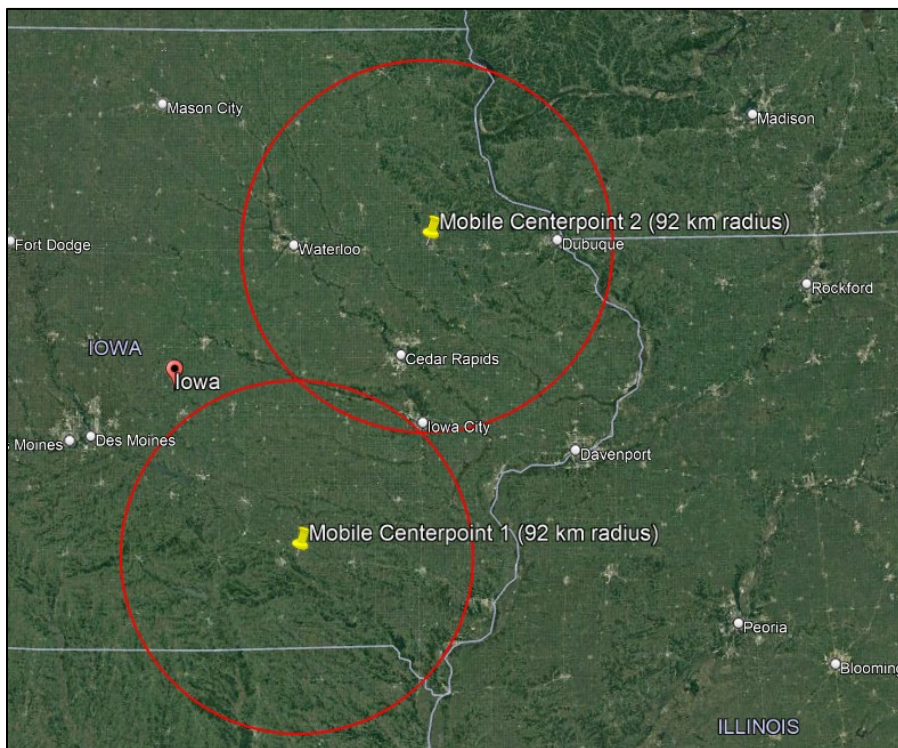 Mason City
Madison
Mobile Centerpoint 2 (92 km radius)
Fort Dodge
Waterloo
Dubuque
Rockford
IOWA
Cedar Rapids
Iowa
Iowa City
s Moines
Des Moines
Davenport
Mobile Centerpoint 1 (92 km radius)
Peoria
Blooming
ILLINOIS